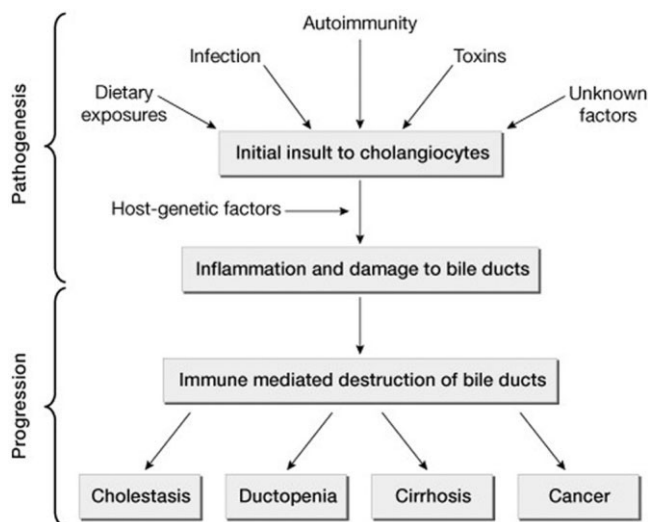 Autoimmunity
Infection
Toxins
Dietary
exposures
Unknown
factors
Initial insult to cholangiocytes
Host-genetic factors
Inflammation and damage to bile ducts
Pathogenesis
Immune mediated destruction of bile ducts
Cholestasis
Ductopenia
Cirrhosis
Cancer
Progression